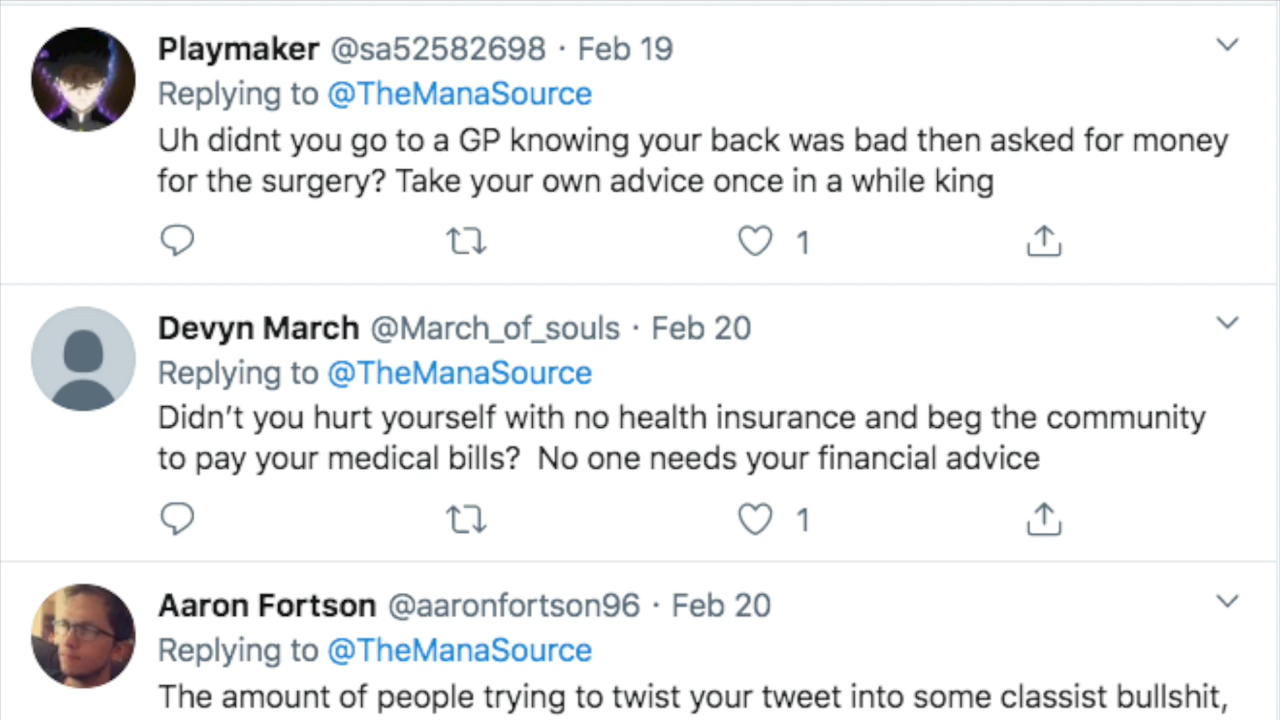 Playmaker @sa52582698 · Feb 19
Replying to @TheManaSource
Uh didnt you go to a GP knowing your back was bad then asked for money
for the surgery? Take your own advice once in a while king
1
Devyn March @March_of_souls · Feb 20
Replying to @TheManaSource
Didn’t you hurt yourself with no health insurance and beg the community
to pay your medical bills?  No one needs your financial advice
1
Aaron Fortson @aaronfortson96 · Feb 20
Replying to @TheManaSource
The amount of people trying to twist your tweet into some classist bullshit,